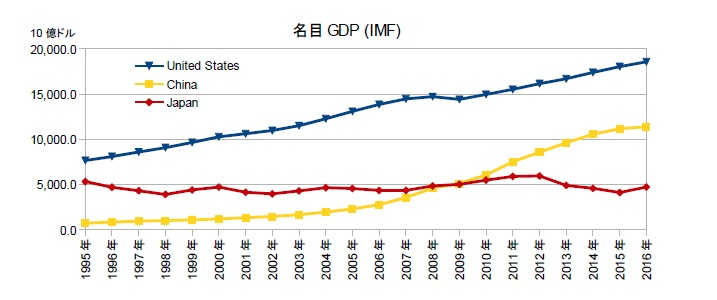 名目 GDP (IMF)
10 億ドル
20,000.0
15,000.0
10,000.0
5,000.0
0.0
United States
China
Japan
1995 年
1996 年
1997 年
1998 年
1999 年
2000 年
2001 年
2002 年
2003 年
2004 年
2005 年
2006 年
2007 年
2008 年
2009 年
2010 年
2011 年
2012 年
2013 年
2014 年
2015 年
2016 年